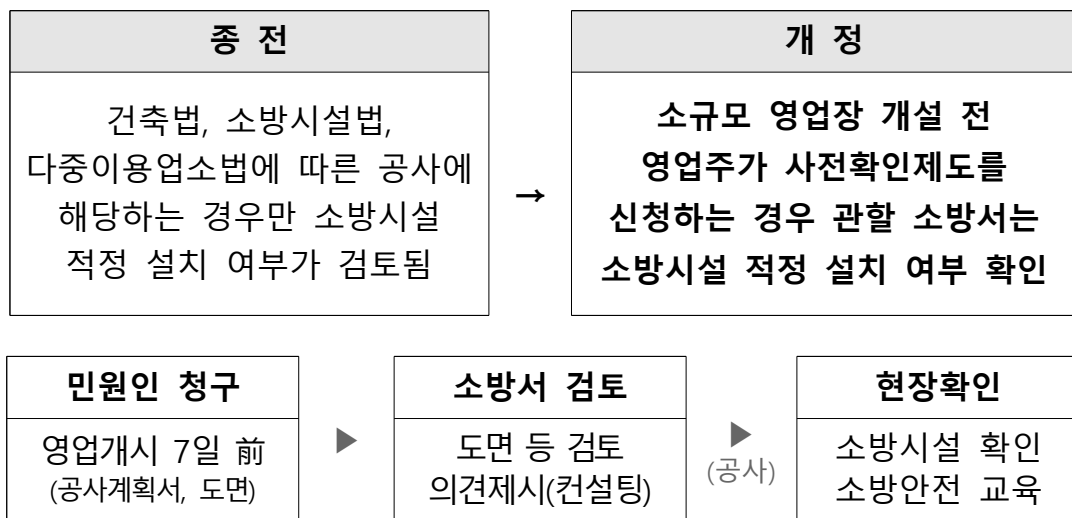 종 전
건축법, 소방시설법,
다중이용업소법에 따른 공사에
해당하는 경우만 소방시설
적정 설치 여부가 검토됨
→
개 정
소규모 영업장 개설 전
영업주가 사전확인제도를
신청하는 경우 관할 소방서는
소방시설 적정 설치 여부 확인
민원인 청구
영업개시 7일 前
(공사계획서, 도면)
▶
소방서 검토
도면 등 검토
의견제시(컨설팅)
▶
(공사)
현장확인
소방시설 확인
소방안전 교육